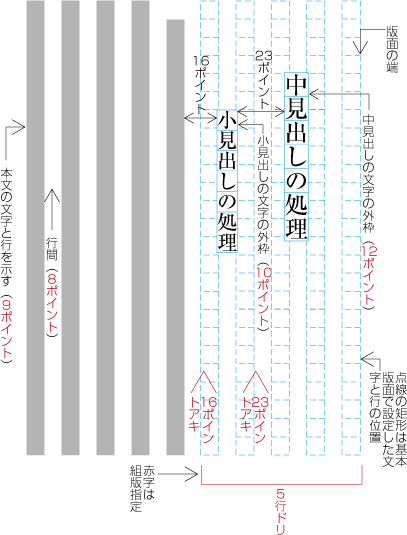 版面の端
中見出しの文字の外枠（12ポイント）
点線の矩形は基本
版面で設定した文
字と行の位置
中見出しの処理
23ポイント
小見出しの文字の外枠（10ポイント）
23ポイン
トアキ
小見出しの処理
16ポイント
16ポイン
トアキ
5行ドリ
赤字は
組版指定
行間（8ポイント）
本文の文字と行を示す（9ポイント）